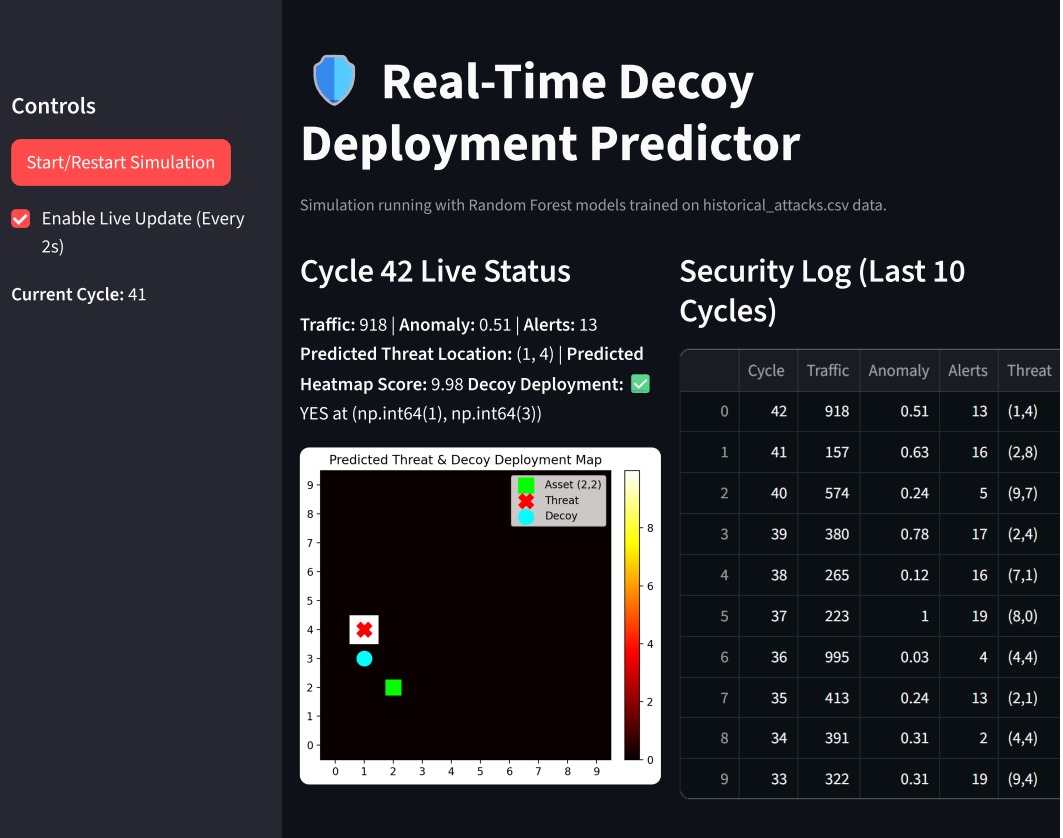 Controls
Start/Restart Simulation
Enable Live Update (Every
2s)
Current Cycle: 41
Real-Time Decoy
Deployment Predictor
Simulation running with Random Forest models trained on historical_attacks.csv data.
Cycle 42 Live Status
Traffic: 918 | Anomaly: 0.51 | Alerts: 13
Predicted Threat Location: (1, 4) | Predicted
Heatmap Score: 9.98 Decoy Deployment: ✅
YES at (np.int64(1), np.int64(3))
Predicted Threat & Decoy Deployment Map
Asset (2,2)
Threat
Decoy
9
8
7
6
5
4
3
2
1
0
0 1 2 3 4 5 6 7 8 9
8
6
4
2
0
Security Log (Last 10
Cycles)
Cycle Traffic Anomaly Alerts Threat
0 42 918 0.51 13 (1,4)
1 41 157 0.63 16 (2,8)
2 40 574 0.24 5 (9,7)
3 39 380 0.78 17 (2,4)
4 38 265 0.12 16 (7,1)
5 37 223 1 19 (8,0)
6 36 995 0.03 4 (4,4)
7 35 413 0.24 13 (2,1)
8 34 391 0.31 2 (4,4)
9 33 322 0.31 19 (9,4)